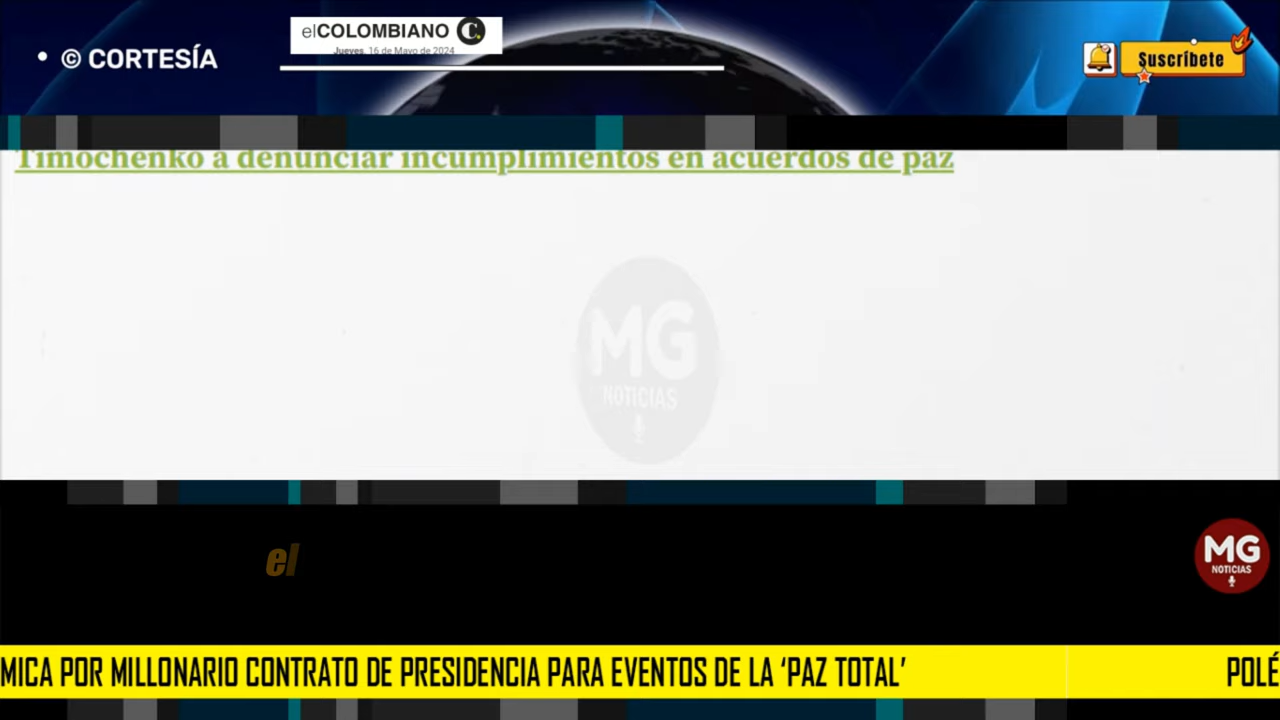 elCOLOMBIANO C.
Jueves, 16 de Mayo de 2024
• © CORTESÍA
Suscríbete
Timochenko a denunciar incumplimientos en acuerdos de paz
MG
NOTICIAS
el
MG
NOTICIAS
MICA POR MILLONARIO CONTRATO DE PRESIDENCIA PARA EVENTOS DE LA ‘PAZ TOTAL’ POLÉ